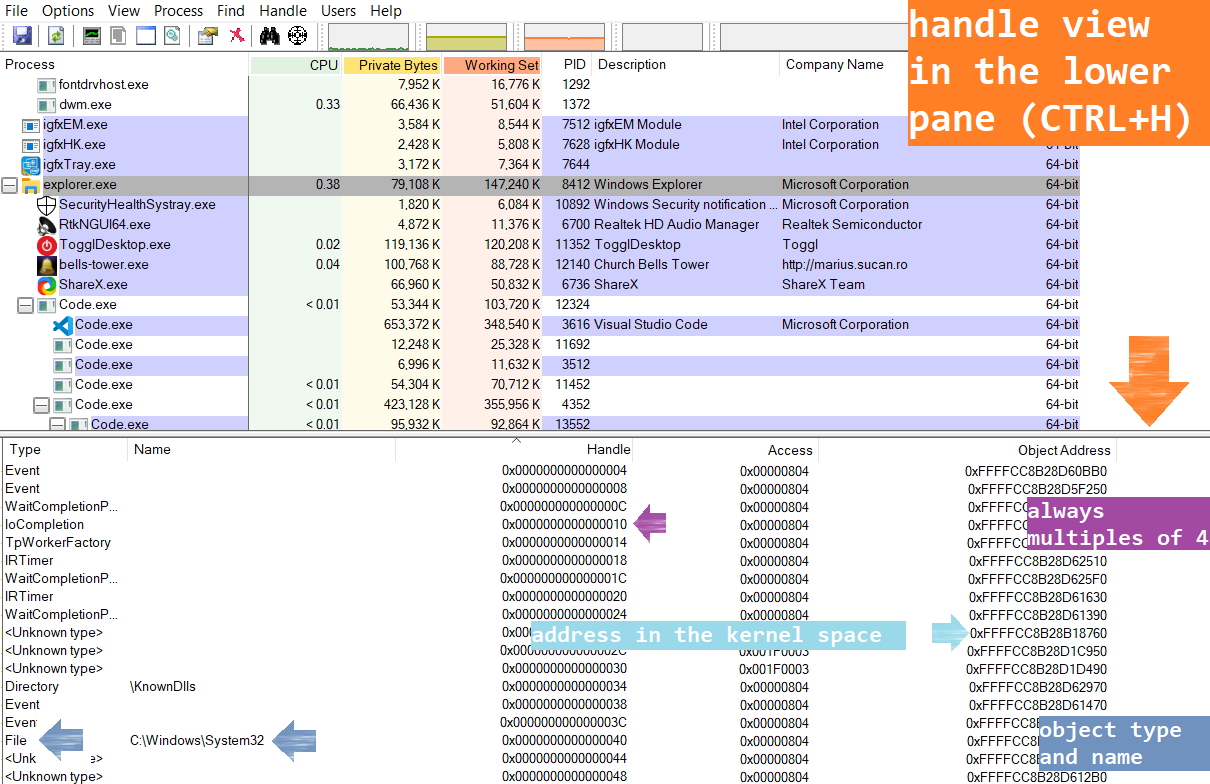 File Options View Process Find Handle Users Help
handle view
in the lower
pane (CTRL+H)
Process CPU Private Bytes Working Set PID Description Company Name
fontdrvhost.exe 7,952 K 16,776 K 1292
dwm.exe 0.33 66,436 K 51,604 K 1372
igfxEM.exe 3,584 K 8,544 K 7512 igfxEM Module Intel Corporation
igfxHK.exe 2,428 K 5,808 K 7628 igfxHK Module Intel Corporation 64-bit
igfxTray.exe 3,172 K 7,364 K 7644 64-bit
explorer.exe 0.38 79,108 K 147,240 K 8412 Windows Explorer Microsoft Corporation 64-bit
SecurityHealthSystray.exe 1,820 K 6,084 K 10892 Windows Security notification ... Microsoft Corporation 64-bit
RtkNGUI64.exe 4,872 K 11,376 K 6700 Realtek HD Audio Manager Realtek Semiconductor 64-bit
TogglDesktop.exe 0.02 119,136 K 120,208 K 11352 TogglDesktop Toggl 64-bit
bells-tower.exe 0.04 100,768 K 88,728 K 12140 Church Bells Tower http://marius.sucan.ro 64-bit
ShareX.exe 66,960 K 50,832 K 6736 ShareX ShareX Team 64-bit
Code.exe < 0.01 53,344 K 103,720 K 12324 64-bit
Code.exe 653,372 K 348,540 K 3616 Visual Studio Code Microsoft Corporation 64-bit
Code.exe 12,248 K 25,328 K 11692 64-bit
Code.exe 6,996 K 11,632 K 3512 64-bit
Code.exe < 0.01 54,304 K 70,712 K 11452 64-bit
Code.exe < 0.01 423,128 K 355,956 K 4352 64-bit
Code.exe < 0.01 95,932 K 92,864 K 13552 64-bit
Type Name Handle Access Object Address
Event 0x0000000000000004 0x00000804 0xFFFFCC8B28D60BB0
Event 0x0000000000000008 0x00000804 0xFFFFCC8B28D5F250
WaitCompletionP... 0x000000000000000C 0x00000804
IoCompletion 0x0000000000000010 0x00000804
always
multiples of 4
TpWorkerFactory 0x0000000000000014 0x00000804
IRTimer 0x0000000000000018 0x00000804 0xFFFFCC8B28D62510
WaitCompletionP... 0x000000000000001C 0x00000804 0xFFFFCC8B28D625F0
IRTimer 0x0000000000000020 0x00000804 0xFFFFCC8B28D61630
WaitCompletionP... 0x0000000000000024 0x00000804 0xFFFFCC8B28D61390
<Unknown type> address in the kernel space 0xFFFFCC8B28B18760
<Unknown type> 0x000000000000002C 0x001F0003 0xFFFFCC8B28D1C950
<Unknown type> 0x0000000000000030 0x001F0003 0xFFFFCC8B28D1D490
Directory \KnownDlls 0x0000000000000034 0x00000804 0xFFFFCC8B28D62970
Event 0x0000000000000038 0x00000804 0xFFFFCC8B28D61470
Event 0x000000000000003C 0x00000804
File C:\Windows\System32 0x0000000000000040 0x00000804
object type
and name
0x0000000000000044 0x00000804
<Unknown type> 0x0000000000000048 0x00000804 0xFFFFCC8B28D612B0